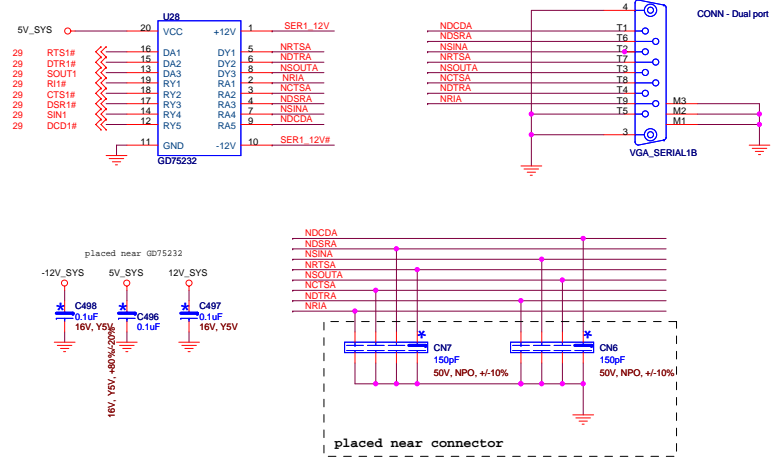 U28
5V_SYS 20 VCC +12V 1 SER1_12V
29 RTS1# 16 DA1 DY1 5 NRTSA
29 DTR1# 15 DA2 DY2 6 NDTRA
29 SOUT1 13 DA3 DY3 8 NSOUTA
29 RI1# 19 RY1 RA1 2 NRIA
29 CTS1# 18 RY2 RA2 3 NCTSA
29 DSR1# 17 RY3 RA3 4 NDSRA
29 SIN1 14 RY4 RA4 7 NSINA
29 DCD1# 12 RY5 RA5 9 NDCDA
11 GND -12V 10 SER1_12V#
GD75232
CONN - Dual port
4
NDCDA T1
NDSRA T6
NSINA T2
NRTSA T7
NSOUTA T3
NCTSA T8
NDTRA T4
NRIA T9
T5
M3
M2
M1
3
VGA_SERIAL1B
placed near GD75232
-12V_SYS 5V_SYS 12V_SYS
* C498
0.1uF
16V, Y5V
* C496
0.1uF
16V, Y5V, +80%/-20%
* C497
0.1uF
16V, Y5V
NDCDA
NDSRA
NSINA
NRTSA
NSOUTA
NCTSA
NDTRA
NRIA
*
CN7
150pF
50V, NPO, +/-10%
*
CN6
150pF
50V, NPO, +/-10%
placed near connector